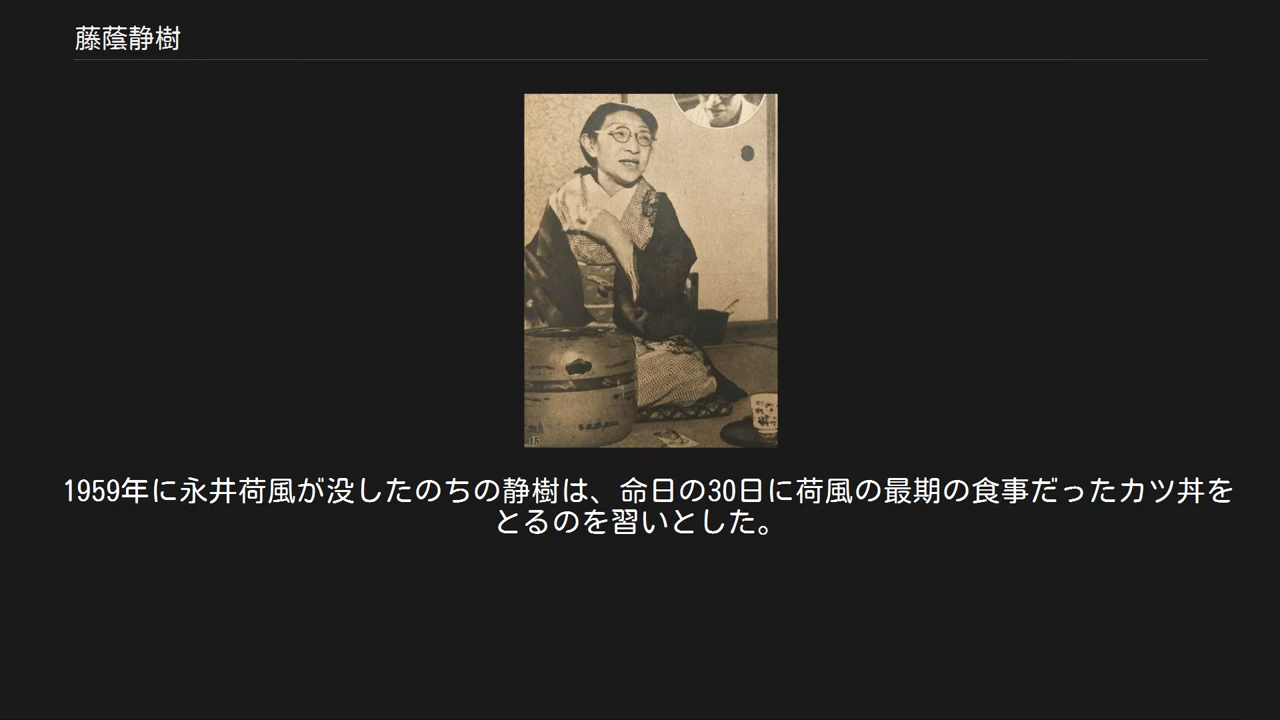 藤蔭静樹
15
1959年に永井荷風が没したのちの静樹は、命日の30日に荷風の最期の食事だったカツ丼を
とるのを習いとした。